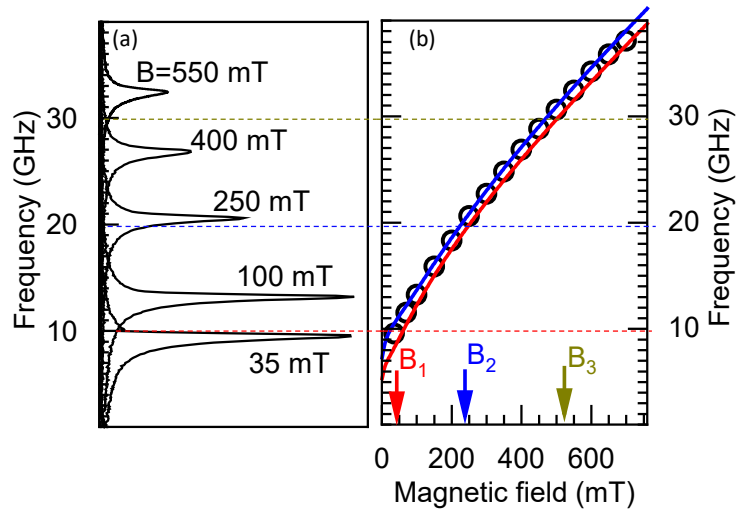 (a)
B=550 mT
400 mT
250 mT
100 mT
35 mT
Frequency (GHz)
30
20
10
(b)
B1
B2
B3
30
20
10
Frequency (GHz)
0 200 400 600
Magnetic field (mT)